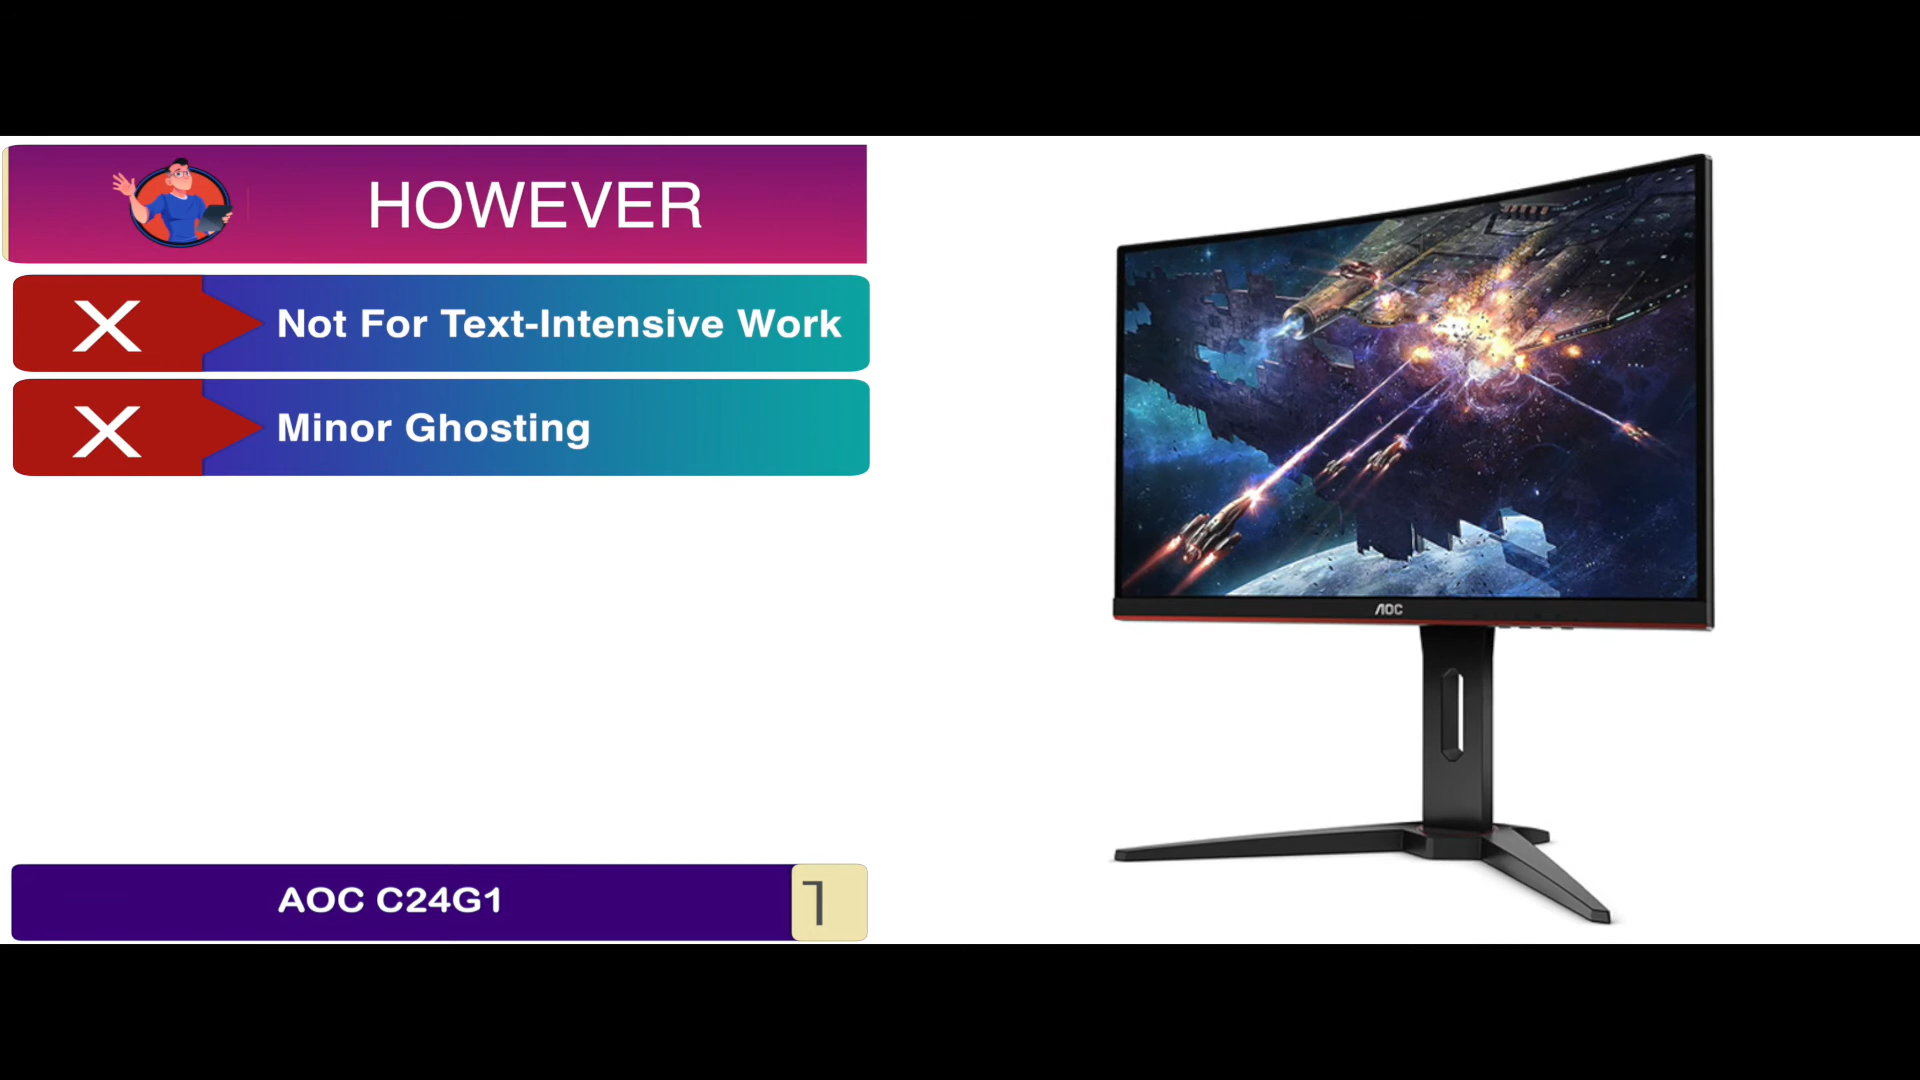 HOWEVER
Not For Text-Intensive Work
Minor Ghosting
AOC
AOC C24G1
1